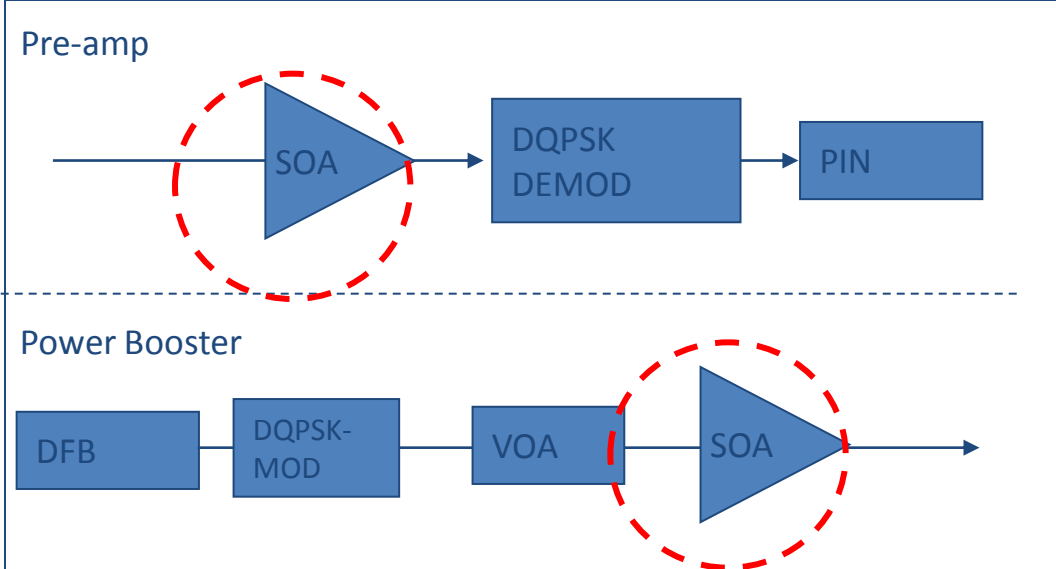 Pre-amp
SOA
DQPSK
DEMOD
PIN
Power Booster
DFB
DQPSK-
MOD
VOA
SOA